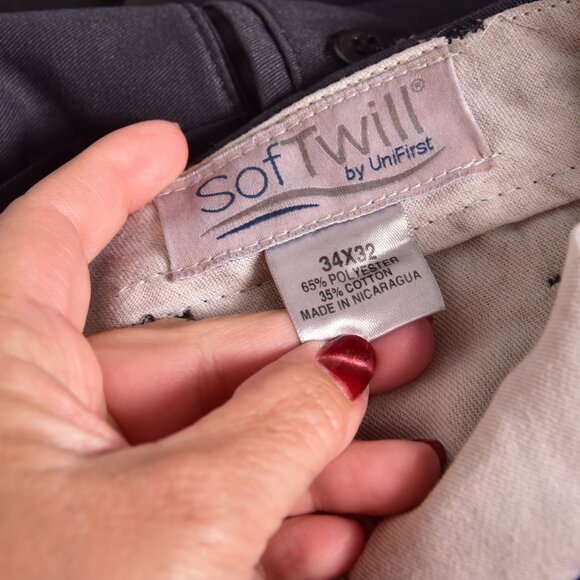 SofTwill®
by UniFirst
34X32
65% POLYESTER
35% COTTON
MADE IN NICARAGUA